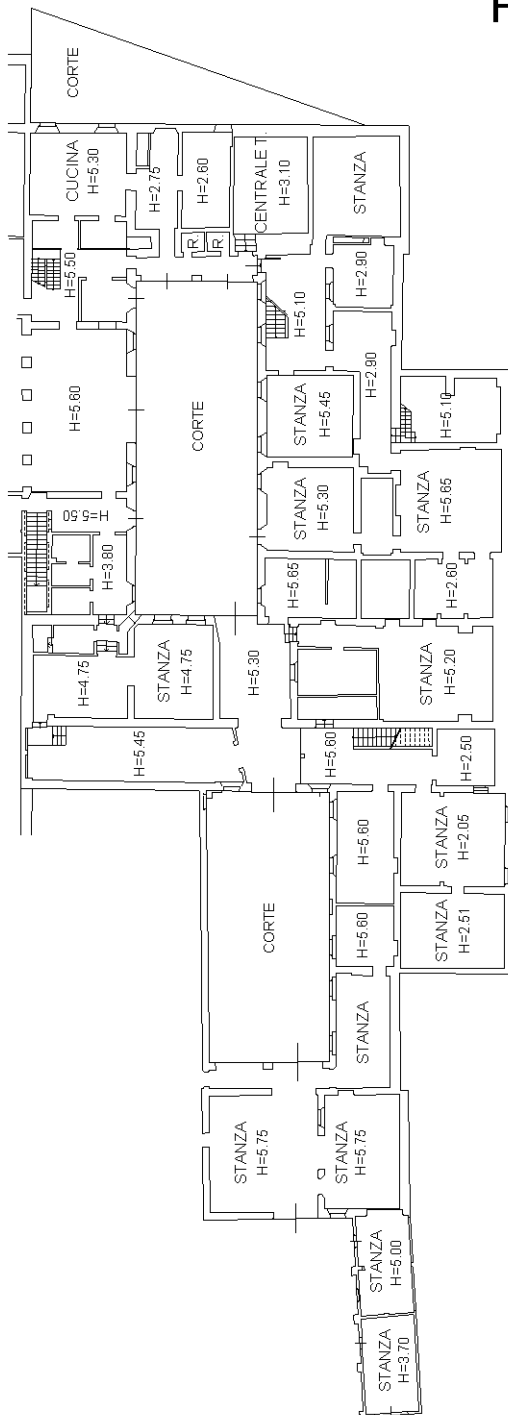 CORTE
CUCINA
H=5.30
H=2.75
H=2.60
CENTRALE T.
H=3.10
STANZA
R.
R.
H=5.50
H=5.10
H=2.90
H=2.90
H=5.60
CORTE
STANZA
H=5.45
H=5.10
STANZA
H=5.30
STANZA
H=5.65
H=5.50
H=3.80
H=5.65
H=2.60
H=4.75
STANZA
H=4.75
H=5.30
STANZA
H=5.20
H=5.45
H=5.60
H=2.50
CORTE
H=5.60
STANZA
H=2.05
H=5.60
STANZA
H=2.51
STANZA
STANZA
H=5.75
STANZA
H=5.75
STANZA
H=5.00
STANZA
H=3.70